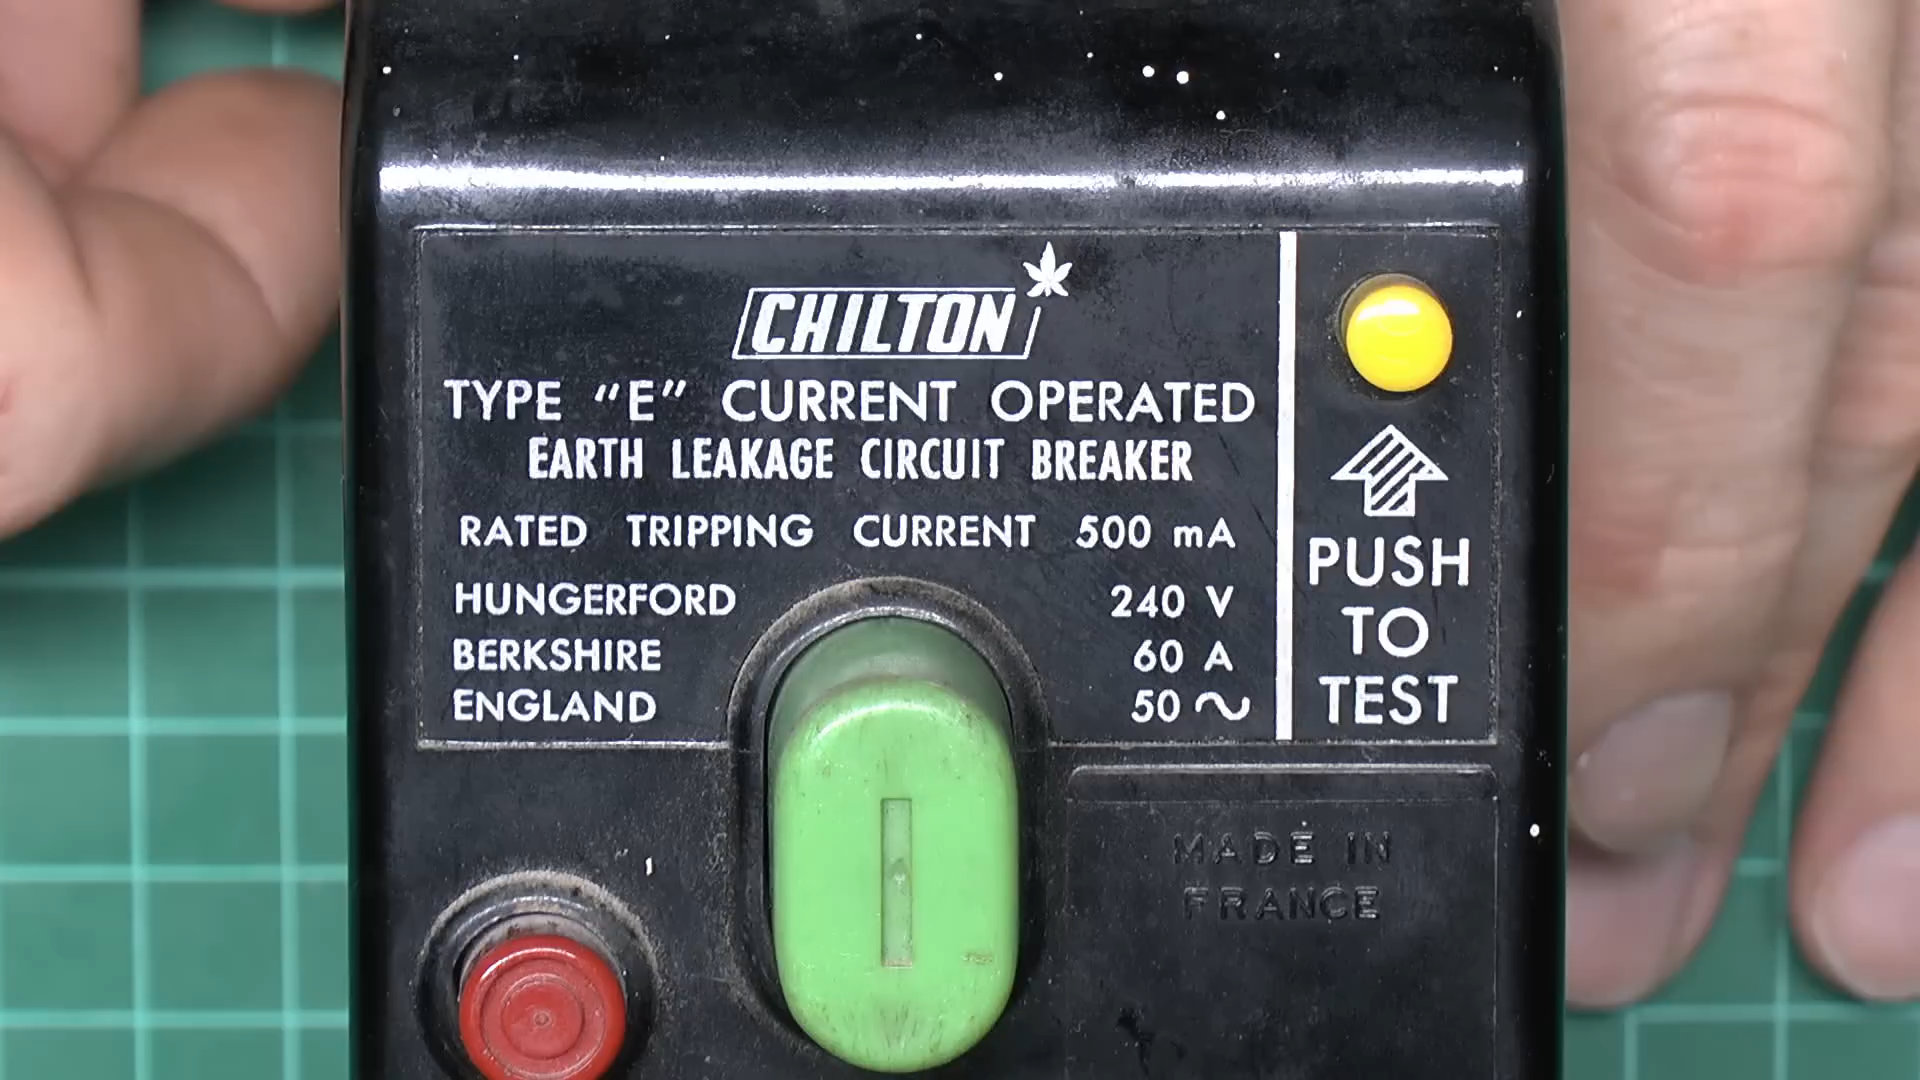 CHILTON
TYPE "E" CURRENT OPERATED
EARTH LEAKAGE CIRCUIT BREAKER
RATED TRIPPING CURRENT 500 mA
HUNGERFORD 240 V
BERKSHIRE 60 A
ENGLAND 50 ∿
PUSH
TO
TEST
MADE IN
FRANCE